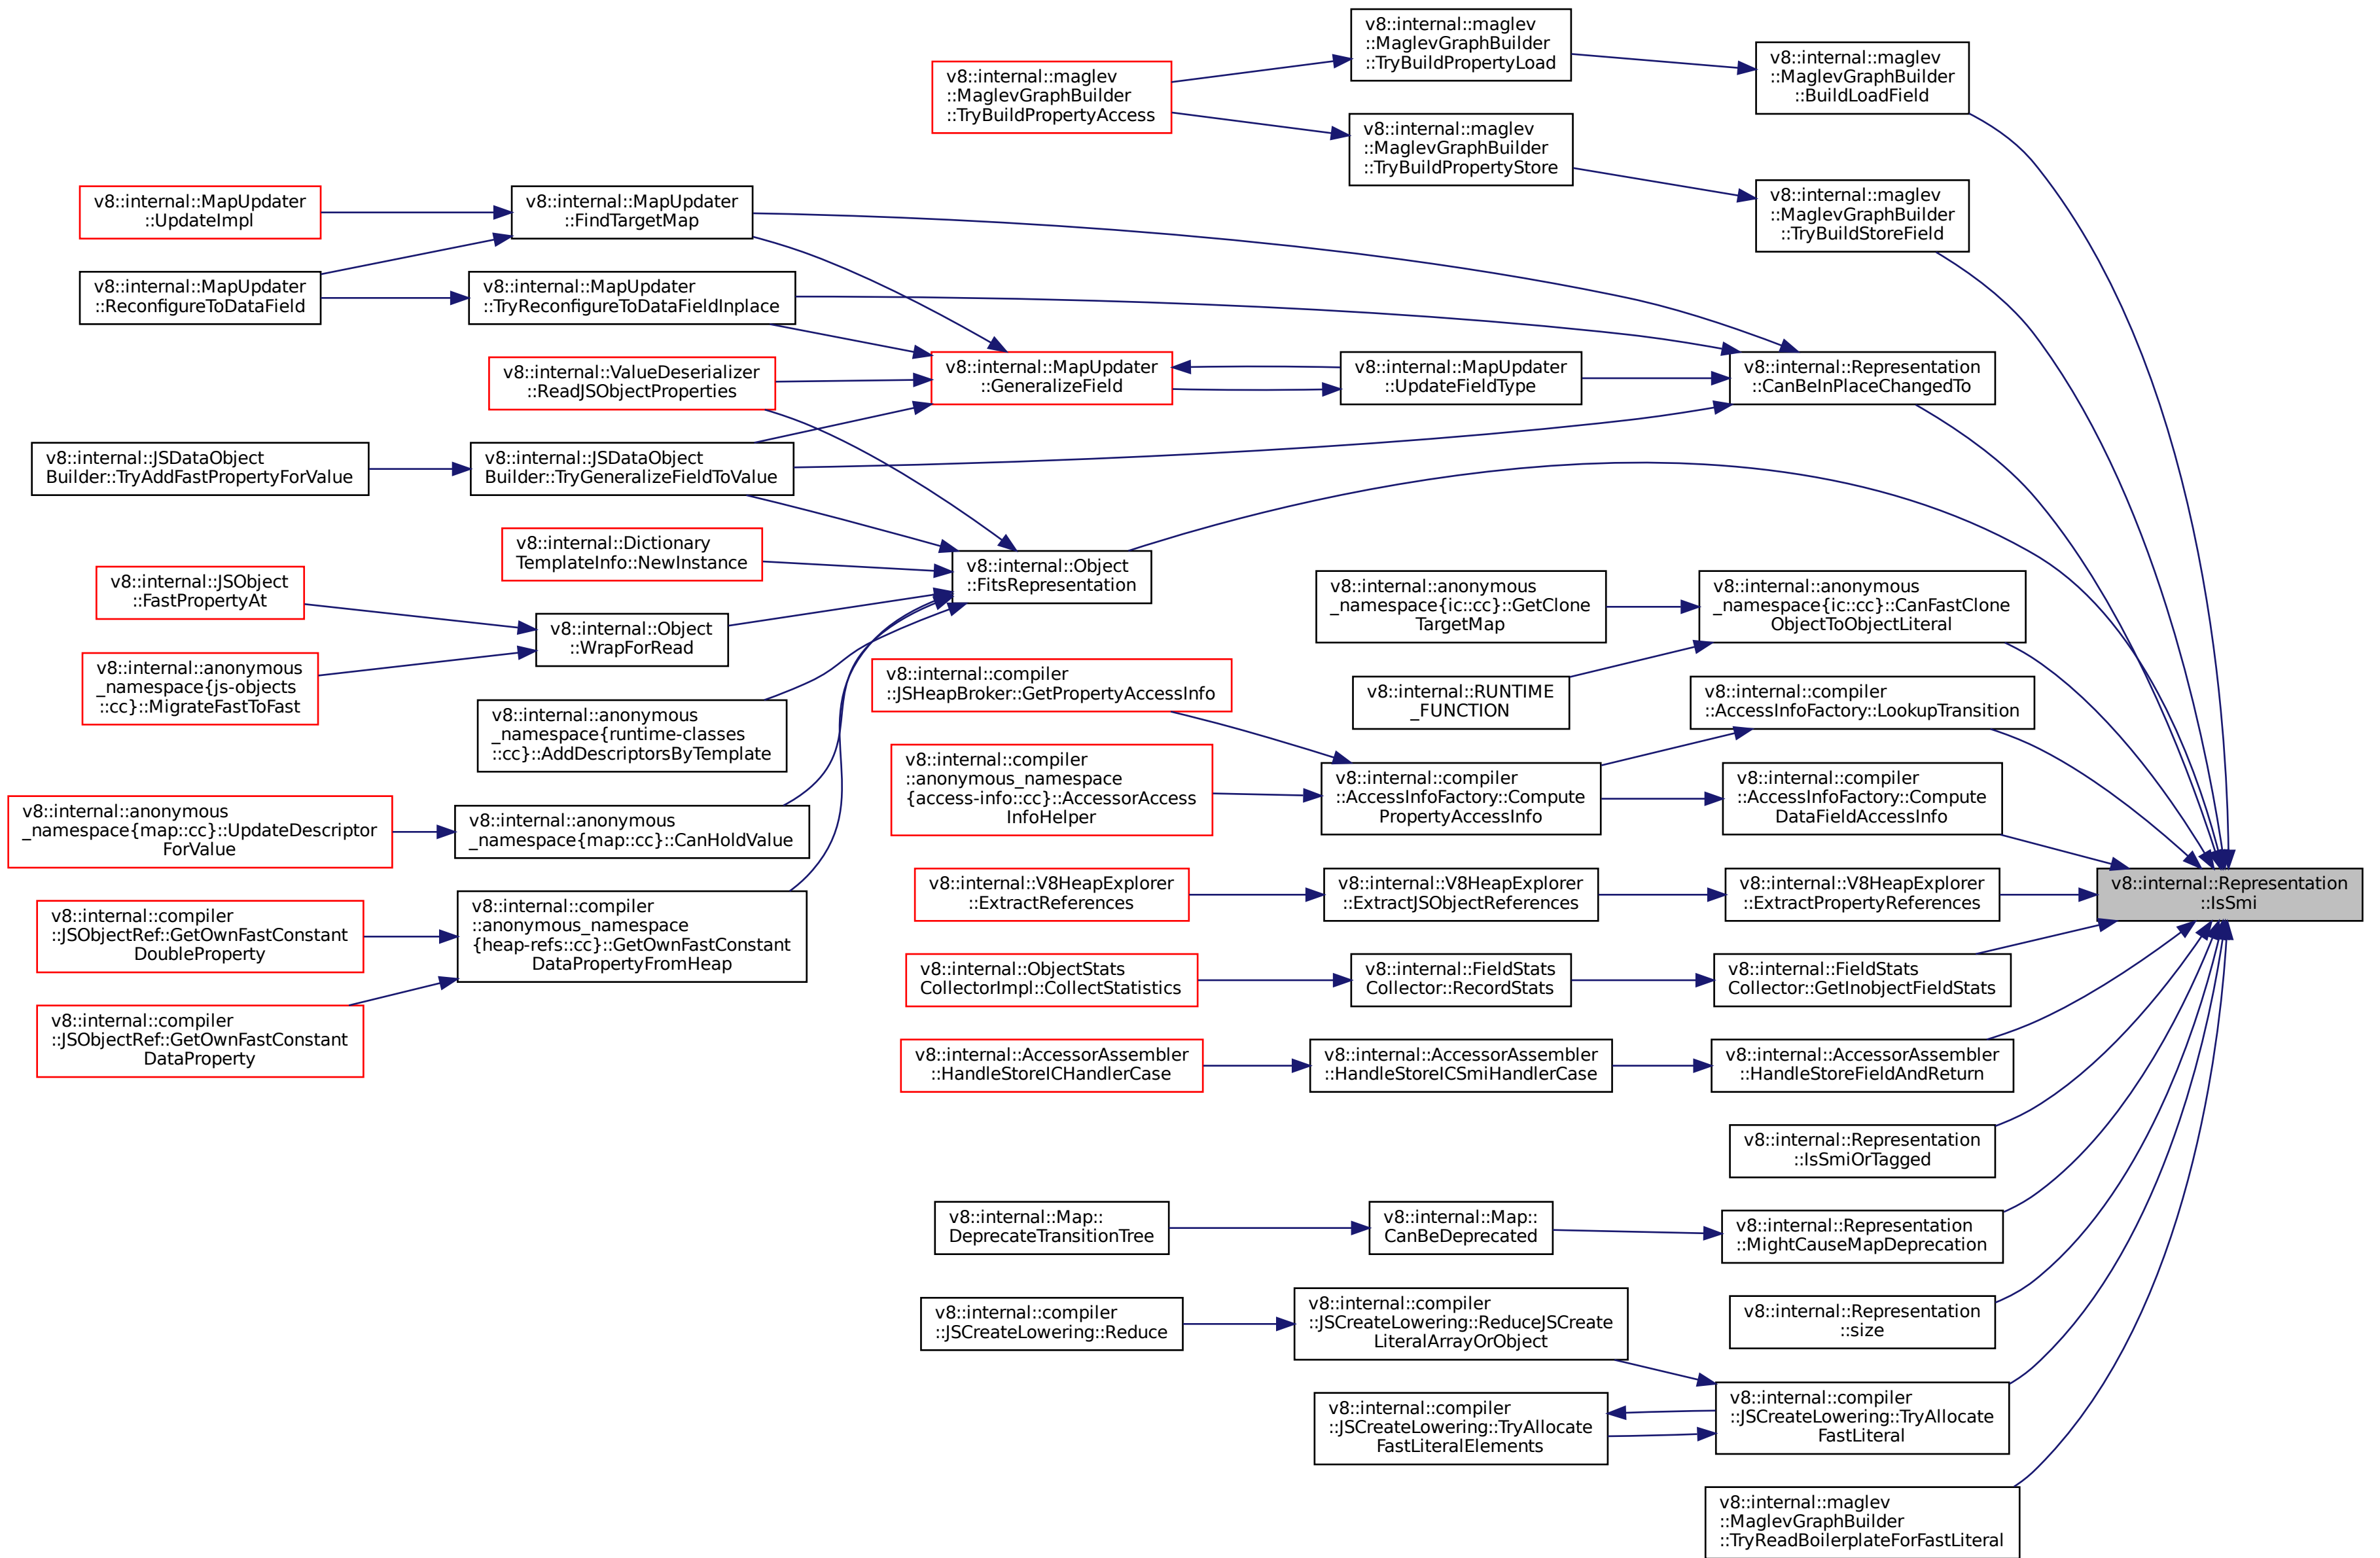 v8::internal::maglev
::MaglevGraphBuilder
::TryBuildPropertyLoad
v8::internal::maglev
::MaglevGraphBuilder
::BuildLoadField
v8::internal::maglev
::MaglevGraphBuilder
::TryBuildPropertyAccess
v8::internal::maglev
::MaglevGraphBuilder
::TryBuildPropertyStore
v8::internal::maglev
::MaglevGraphBuilder
::TryBuildStoreField
v8::internal::MapUpdater
::UpdateImpl
v8::internal::MapUpdater
::FindTargetMap
v8::internal::MapUpdater
::ReconfigureToDataField
v8::internal::MapUpdater
::TryReconfigureToDataFieldInplace
v8::internal::ValueDeserializer
::ReadJSObjectProperties
v8::internal::MapUpdater
::GeneralizeField
v8::internal::MapUpdater
::UpdateFieldType
v8::internal::Representation
::CanBeInPlaceChangedTo
v8::internal::JSDataObject
Builder::TryAddFastPropertyForValue
v8::internal::JSDataObject
Builder::TryGeneralizeFieldToValue
v8::internal::Dictionary
TemplateInfo::NewInstance
v8::internal::Object
::FitsRepresentation
v8::internal::JSObject
::FastPropertyAt
v8::internal::Object
::WrapForRead
v8::internal::anonymous
_namespace{ic::cc}::GetClone
TargetMap
v8::internal::anonymous
_namespace{ic::cc}::CanFastClone
ObjectToObjectLiteral
v8::internal::anonymous
_namespace{js-objects
::cc}::MigrateFastToFast
v8::internal::compiler
::JSHeapBroker::GetPropertyAccessInfo
v8::internal::RUNTIME
_FUNCTION
v8::internal::compiler
::AccessInfoFactory::LookupTransition
v8::internal::anonymous
_namespace{runtime-classes
::cc}::AddDescriptorsByTemplate
v8::internal::compiler
::anonymous_namespace
{access-info::cc}::AccessorAccess
InfoHelper
v8::internal::compiler
::AccessInfoFactory::Compute
PropertyAccessInfo
v8::internal::compiler
::AccessInfoFactory::Compute
DataFieldAccessInfo
v8::internal::anonymous
_namespace{map::cc}::UpdateDescriptor
ForValue
v8::internal::anonymous
_namespace{map::cc}::CanHoldValue
v8::internal::V8HeapExplorer
::ExtractReferences
v8::internal::V8HeapExplorer
::ExtractJSObjectReferences
v8::internal::V8HeapExplorer
::ExtractPropertyReferences
v8::internal::Representation
::IsSmi
v8::internal::compiler
::JSObjectRef::GetOwnFastConstant
DoubleProperty
v8::internal::compiler
::anonymous_namespace
{heap-refs::cc}::GetOwnFastConstant
DataPropertyFromHeap
v8::internal::ObjectStats
CollectorImpl::CollectStatistics
v8::internal::FieldStats
Collector::RecordStats
v8::internal::FieldStats
Collector::GetInobjectFieldStats
v8::internal::compiler
::JSObjectRef::GetOwnFastConstant
DataProperty
v8::internal::AccessorAssembler
::HandleStoreICHandlerCase
v8::internal::AccessorAssembler
::HandleStoreICSmiHandlerCase
v8::internal::AccessorAssembler
::HandleStoreFieldAndReturn
v8::internal::Representation
::IsSmiOrTagged
v8::internal::Map::
DeprecateTransitionTree
v8::internal::Map::
CanBeDeprecated
v8::internal::Representation
::MightCauseMapDeprecation
v8::internal::compiler
::JSCreateLowering::Reduce
v8::internal::compiler
::JSCreateLowering::ReduceJSCreate
LiteralArrayOrObject
v8::internal::Representation
::size
v8::internal::compiler
::JSCreateLowering::TryAllocate
FastLiteralElements
v8::internal::compiler
::JSCreateLowering::TryAllocate
FastLiteral
v8::internal::maglev
::MaglevGraphBuilder
::TryReadBoilerplateForFastLiteral